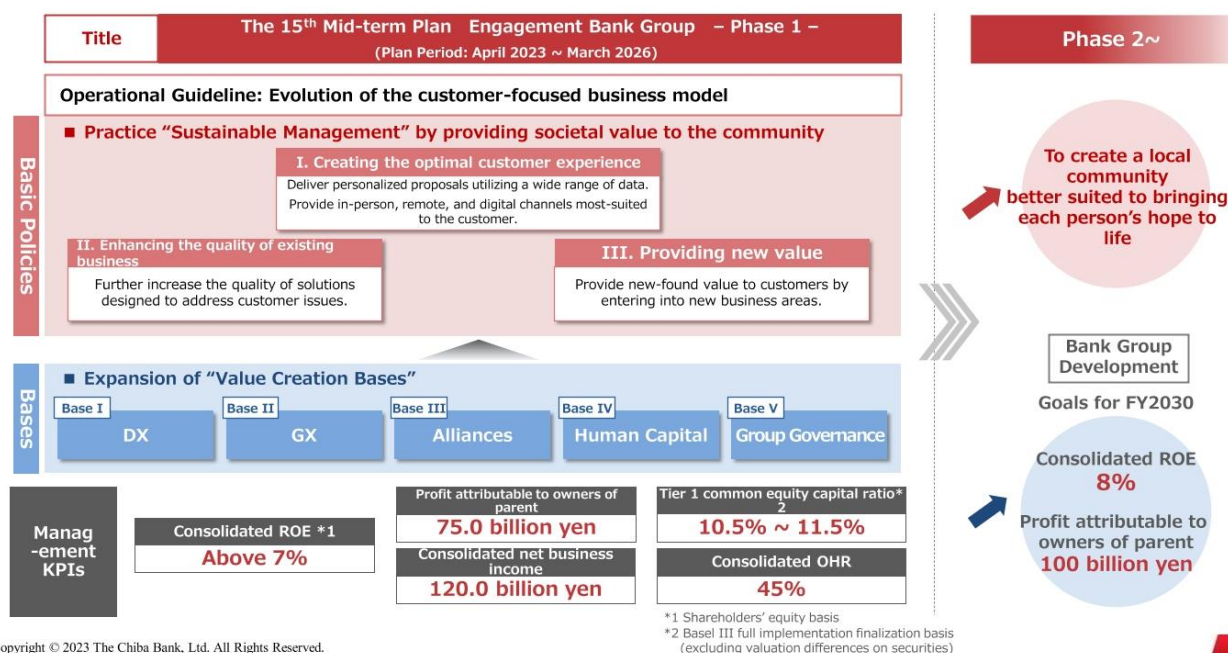 Title
The 15th Mid-term Plan Engagement Bank Group – Phase 1 –
(Plan Period: April 2023 ~ March 2026)
Phase 2~
Operational Guideline: Evolution of the customer-focused business model
Basic Policies
■ Practice “Sustainable Management” by providing societal value to the community
I. Creating the optimal customer experience
Deliver personalized proposals utilizing a wide range of data.
Provide in-person, remote, and digital channels most-suited
to the customer.
II. Enhancing the quality of existing
business
Further increase the quality of solutions
designed to address customer issues.
III. Providing new value
Provide new-found value to customers by
entering into new business areas.
To create a local
community
better suited to bringing
each person’s hope to
life
Bases
■ Expansion of “Value Creation Bases”
Base I
DX
Base II
GX
Base III
Alliances
Base IV
Human Capital
Base V
Group Governance
Bank Group
Development
Goals for FY2030
Consolidated ROE
8%
Profit attributable to
owners of parent
100 billion yen
Manag
-ement
KPIs
Consolidated ROE *1
Above 7%
Profit attributable to owners of
parent
75.0 billion yen
Consolidated net business
income
120.0 billion yen
Tier 1 common equity capital ratio*
2
10.5% ~ 11.5%
Consolidated OHR
45%
*1 Shareholders’ equity basis
*2 Basel III full implementation finalization basis
(excluding valuation differences on securities)
opyright © 2023 The Chiba Bank, Ltd. All Rights Reserved.